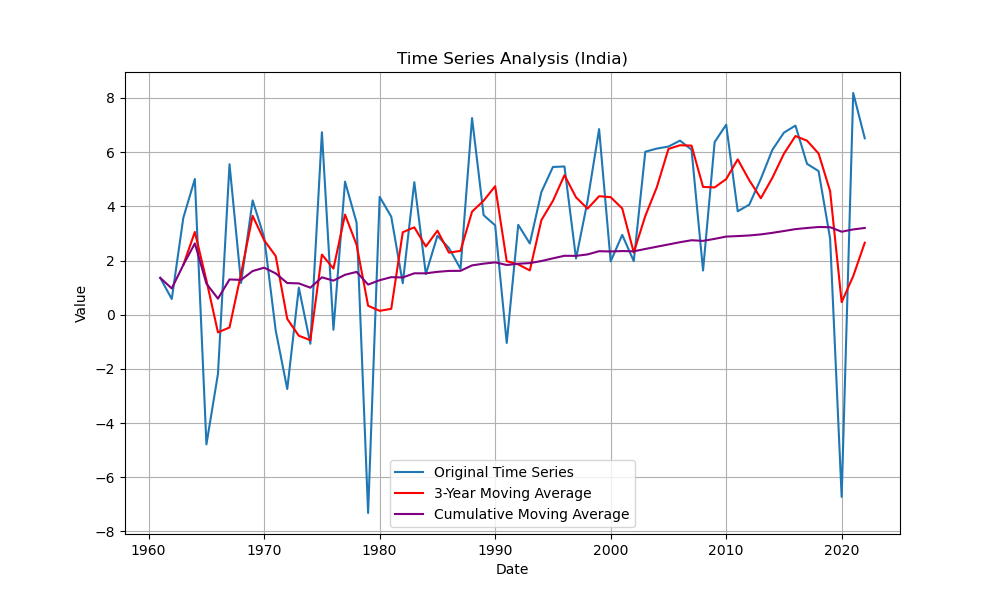 Time Series Analysis (India)
8
6
4
2
0
−2
−4
−6
−8
Value
Original Time Series
3-Year Moving Average
Cumulative Moving Average
1960 1970 1980 1990 2000 2010 2020
Date